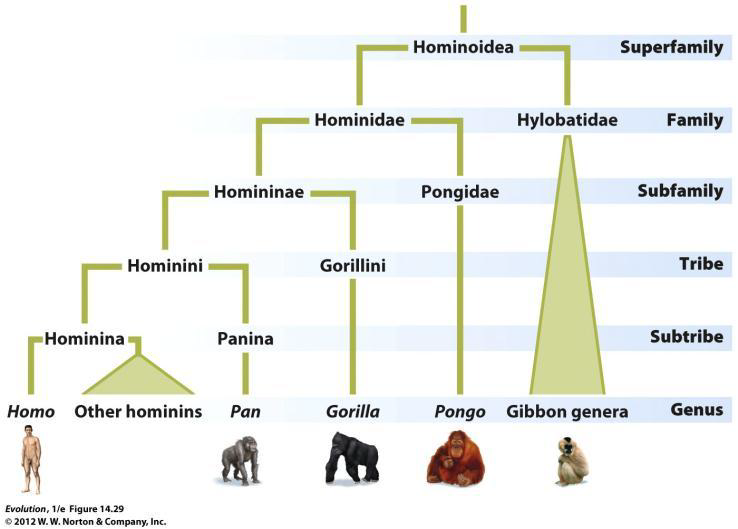 Hominoidea Superfamily
Hominidae Hylobatidae Family
Homininae Pongidae Subfamily
Hominini Gorillini Tribe
Hominina Panina Subtribe
Homo Other hominins Pan Gorilla Pongo Gibbon genera Genus
Evolution, 1/e Figure 14.29
© 2012 W. W. Norton & Company, Inc.